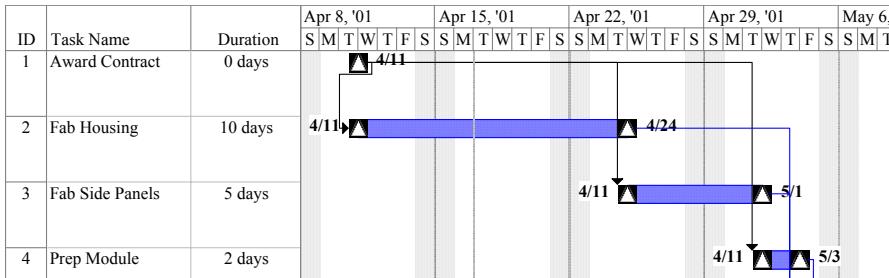 Apr 8, '01 Apr 15, '01 Apr 22, '01 Apr 29, '01 May 6,
ID Task Name Duration S M T W T F S S M T W T F S S M T W T F S S M T W T F S S M T
1 Award Contract 0 days 4/11
2 Fab Housing 10 days 4/11 4/24
3 Fab Side Panels 5 days 4/11 5/1
4 Prep Module 2 days 4/11 5/3